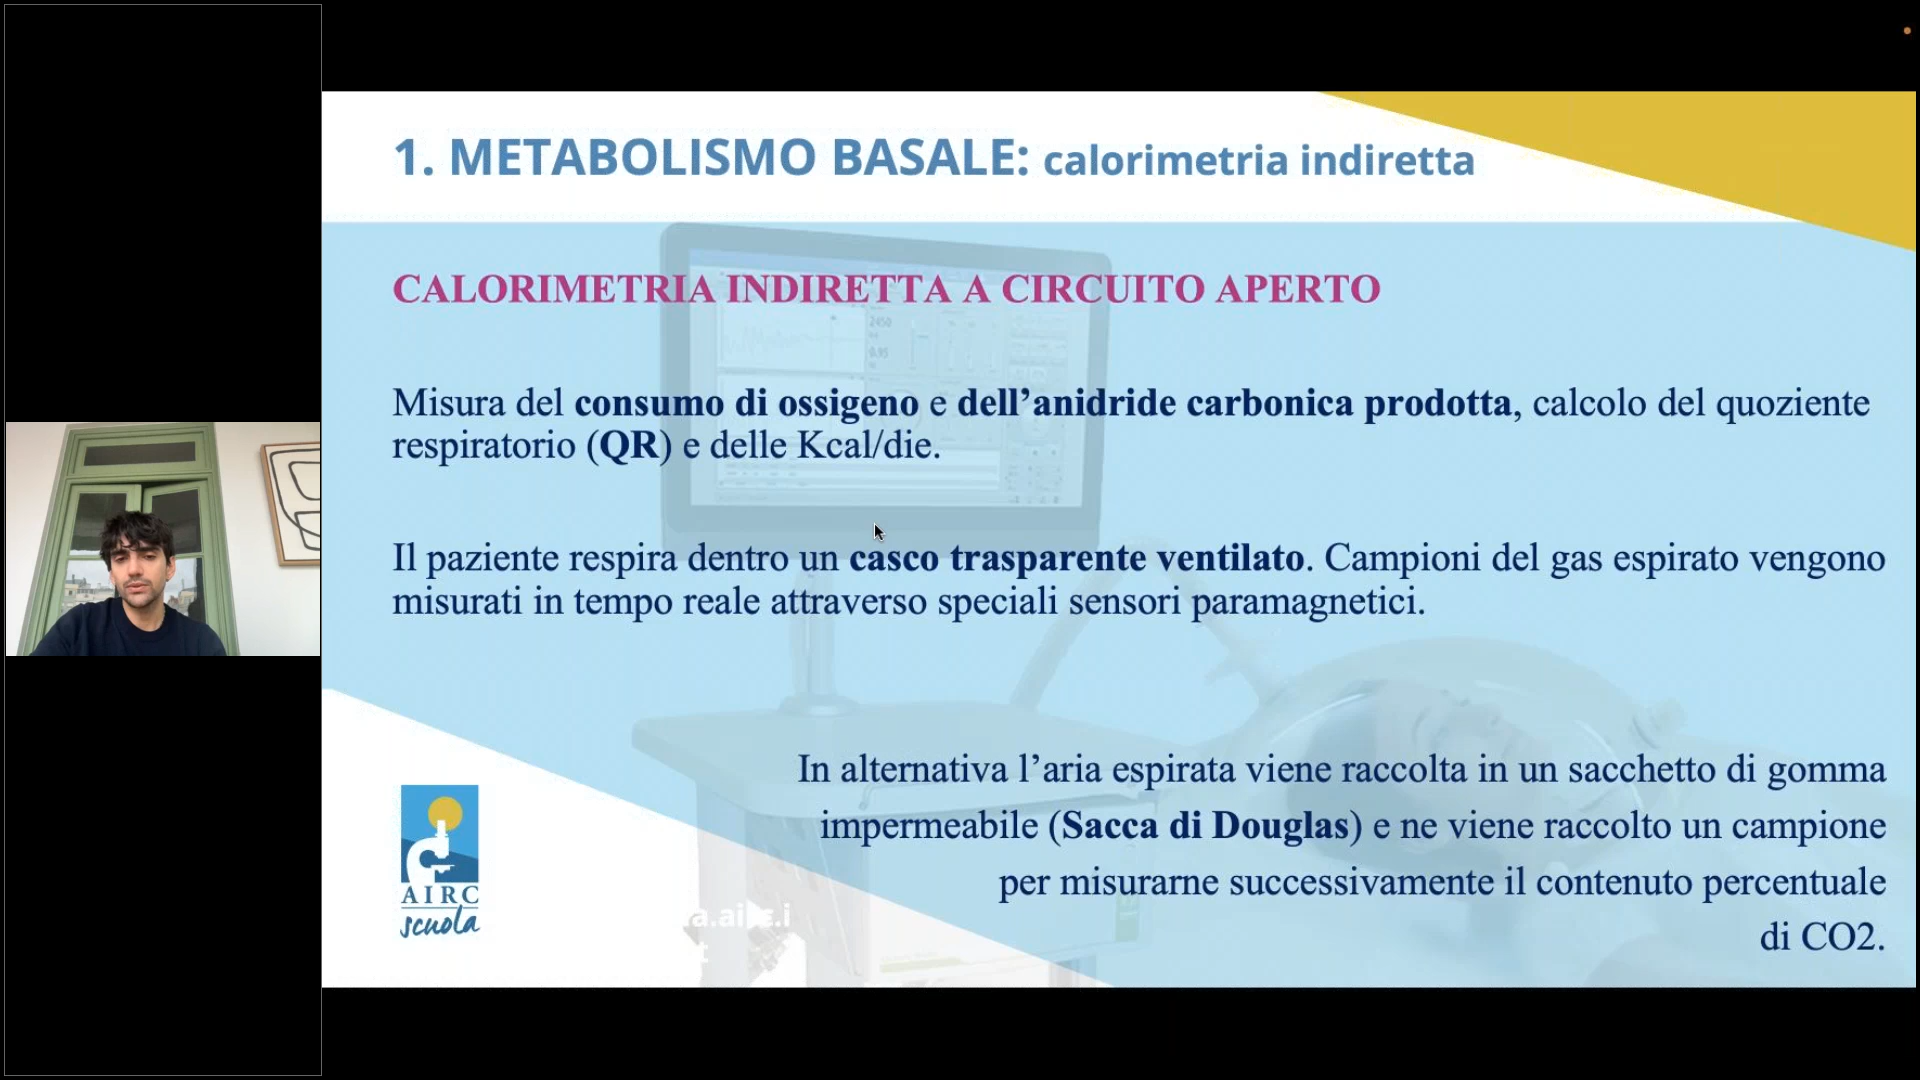 1. METABOLISMO BASALE: calorimetria indiretta
CALORIMETRIA INDIRETTA A CIRCUITO APERTO
2450
0.95
Misura del consumo di ossigeno e dell’anidride carbonica prodotta, calcolo del quoziente
respiratorio (QR) e delle Kcal/die.
Il paziente respira dentro un casco trasparente ventilato. Campioni del gas espirato vengono
misurati in tempo reale attraverso speciali sensori paramagnetici.
In alternativa l’aria espirata viene raccolta in un sacchetto di gomma
impermeabile (Sacca di Douglas) e ne viene raccolto un campione
per misurarne successivamente il contenuto percentuale
di CO2.
AIRC
scuola